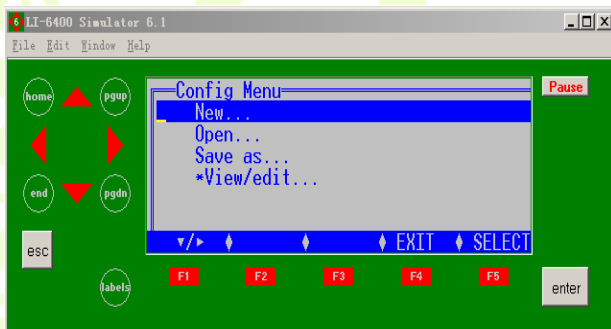 6 LI-6400 Simulator 6.1
File Edit Window Help
home pgup
Config Menu
Pause
New...
Open...
Save as...
*View/edit...
end pgdn
esc
EXIT SELECT
labels
F1 F2 F3 F4 F5
enter